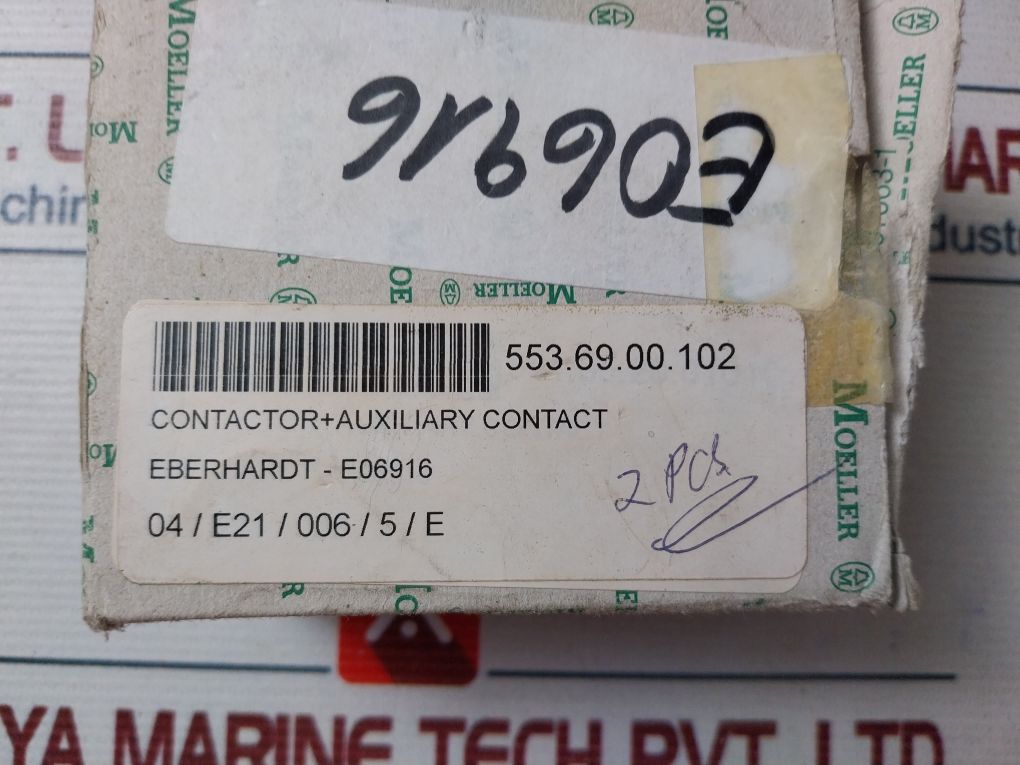 E06916
MOELLER
MOELLER
MOELLER
553.69.00.102
CONTACTOR+AUXILIARY CONTACT
EBERHARDT - E06916
04 / E21 / 006 / 5 / E
2 PCS
MOELLER
YA MARINE TECH PVT. LTD